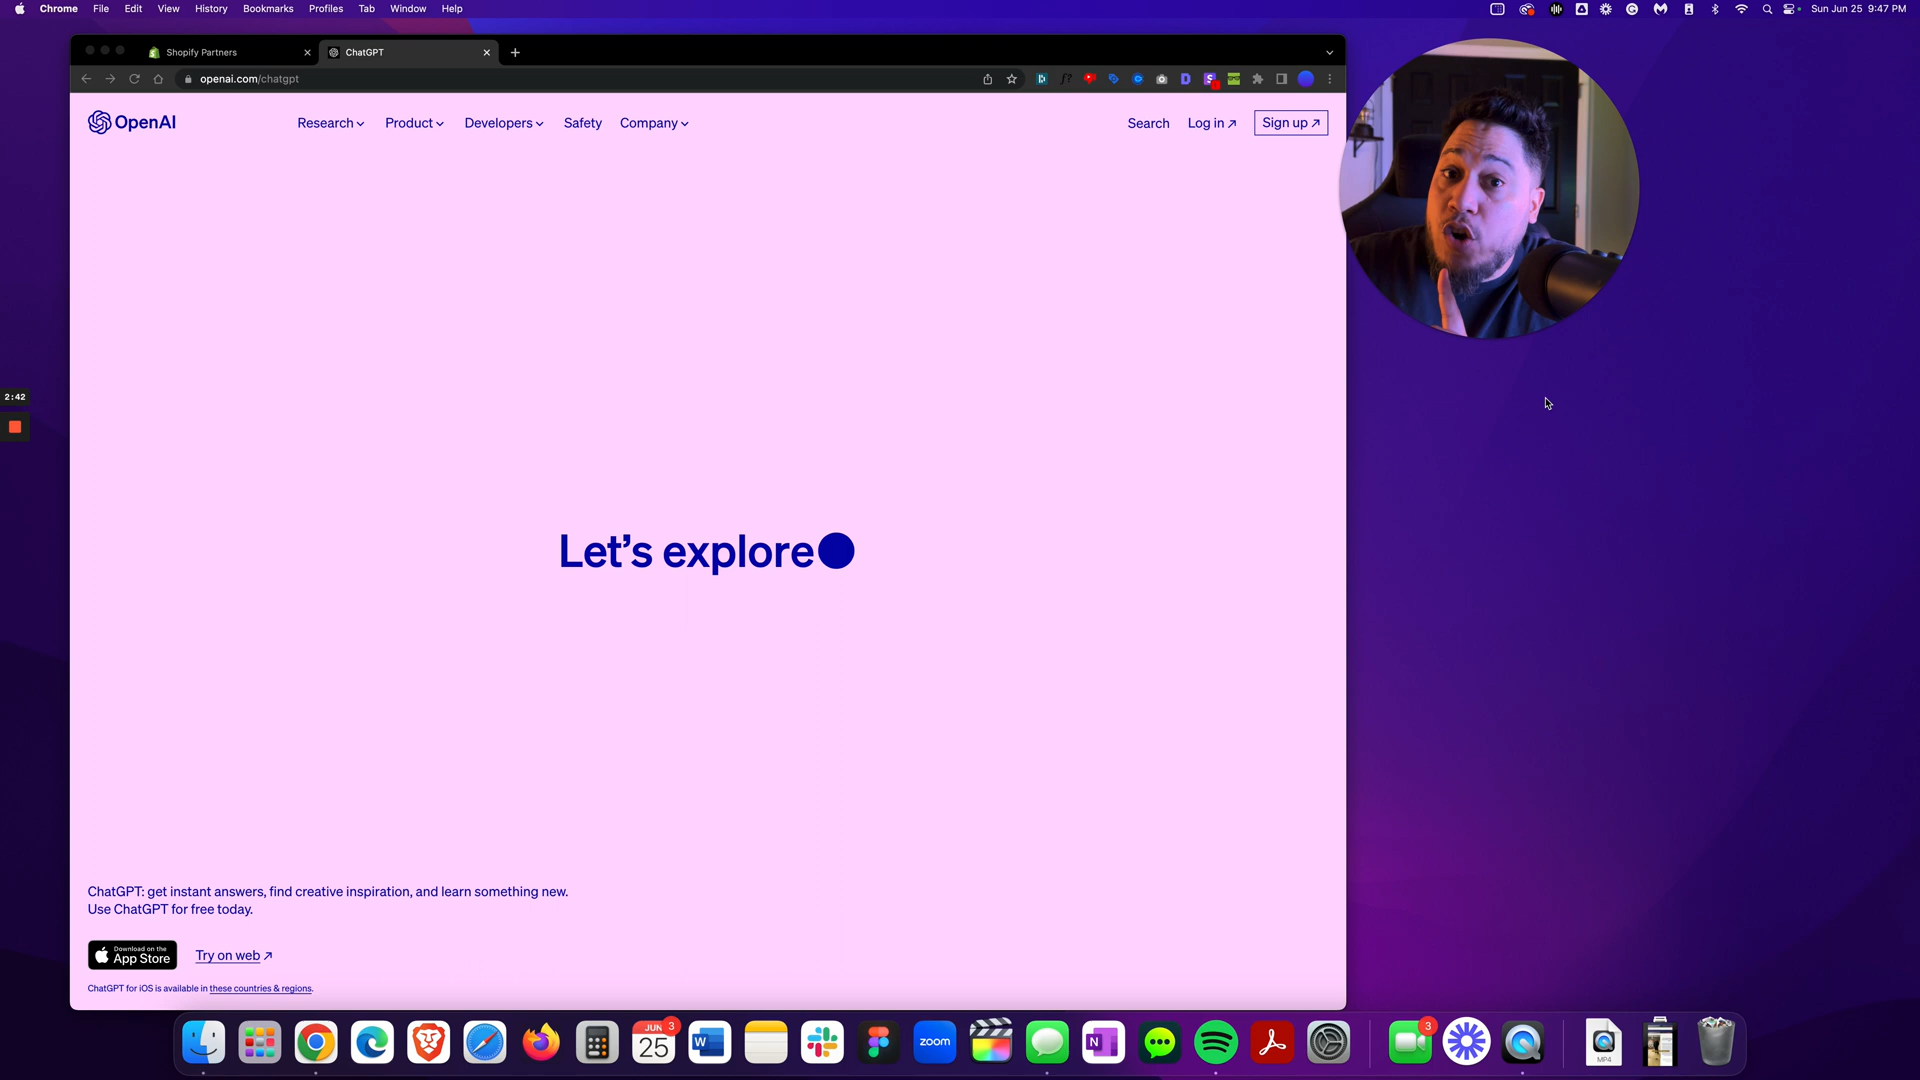 Chrome File Edit View History Bookmarks Profiles Tab Window Help
Sun Jun 25 9:47 PM
Shopify Partners
ChatGPT
openai.com/chatgpt
OpenAI
Research
Product
Developers
Safety
Company
Search
Log in
Sign up
2:42
Let's explore
ChatGPT: get instant answers, find creative inspiration, and learn something new.
Use ChatGPT for free today.
Download on the
App Store
Try on web
ChatGPT for iOS is available in these countries & regions.
JUN
3
25
W
zoom
N
3
MP4